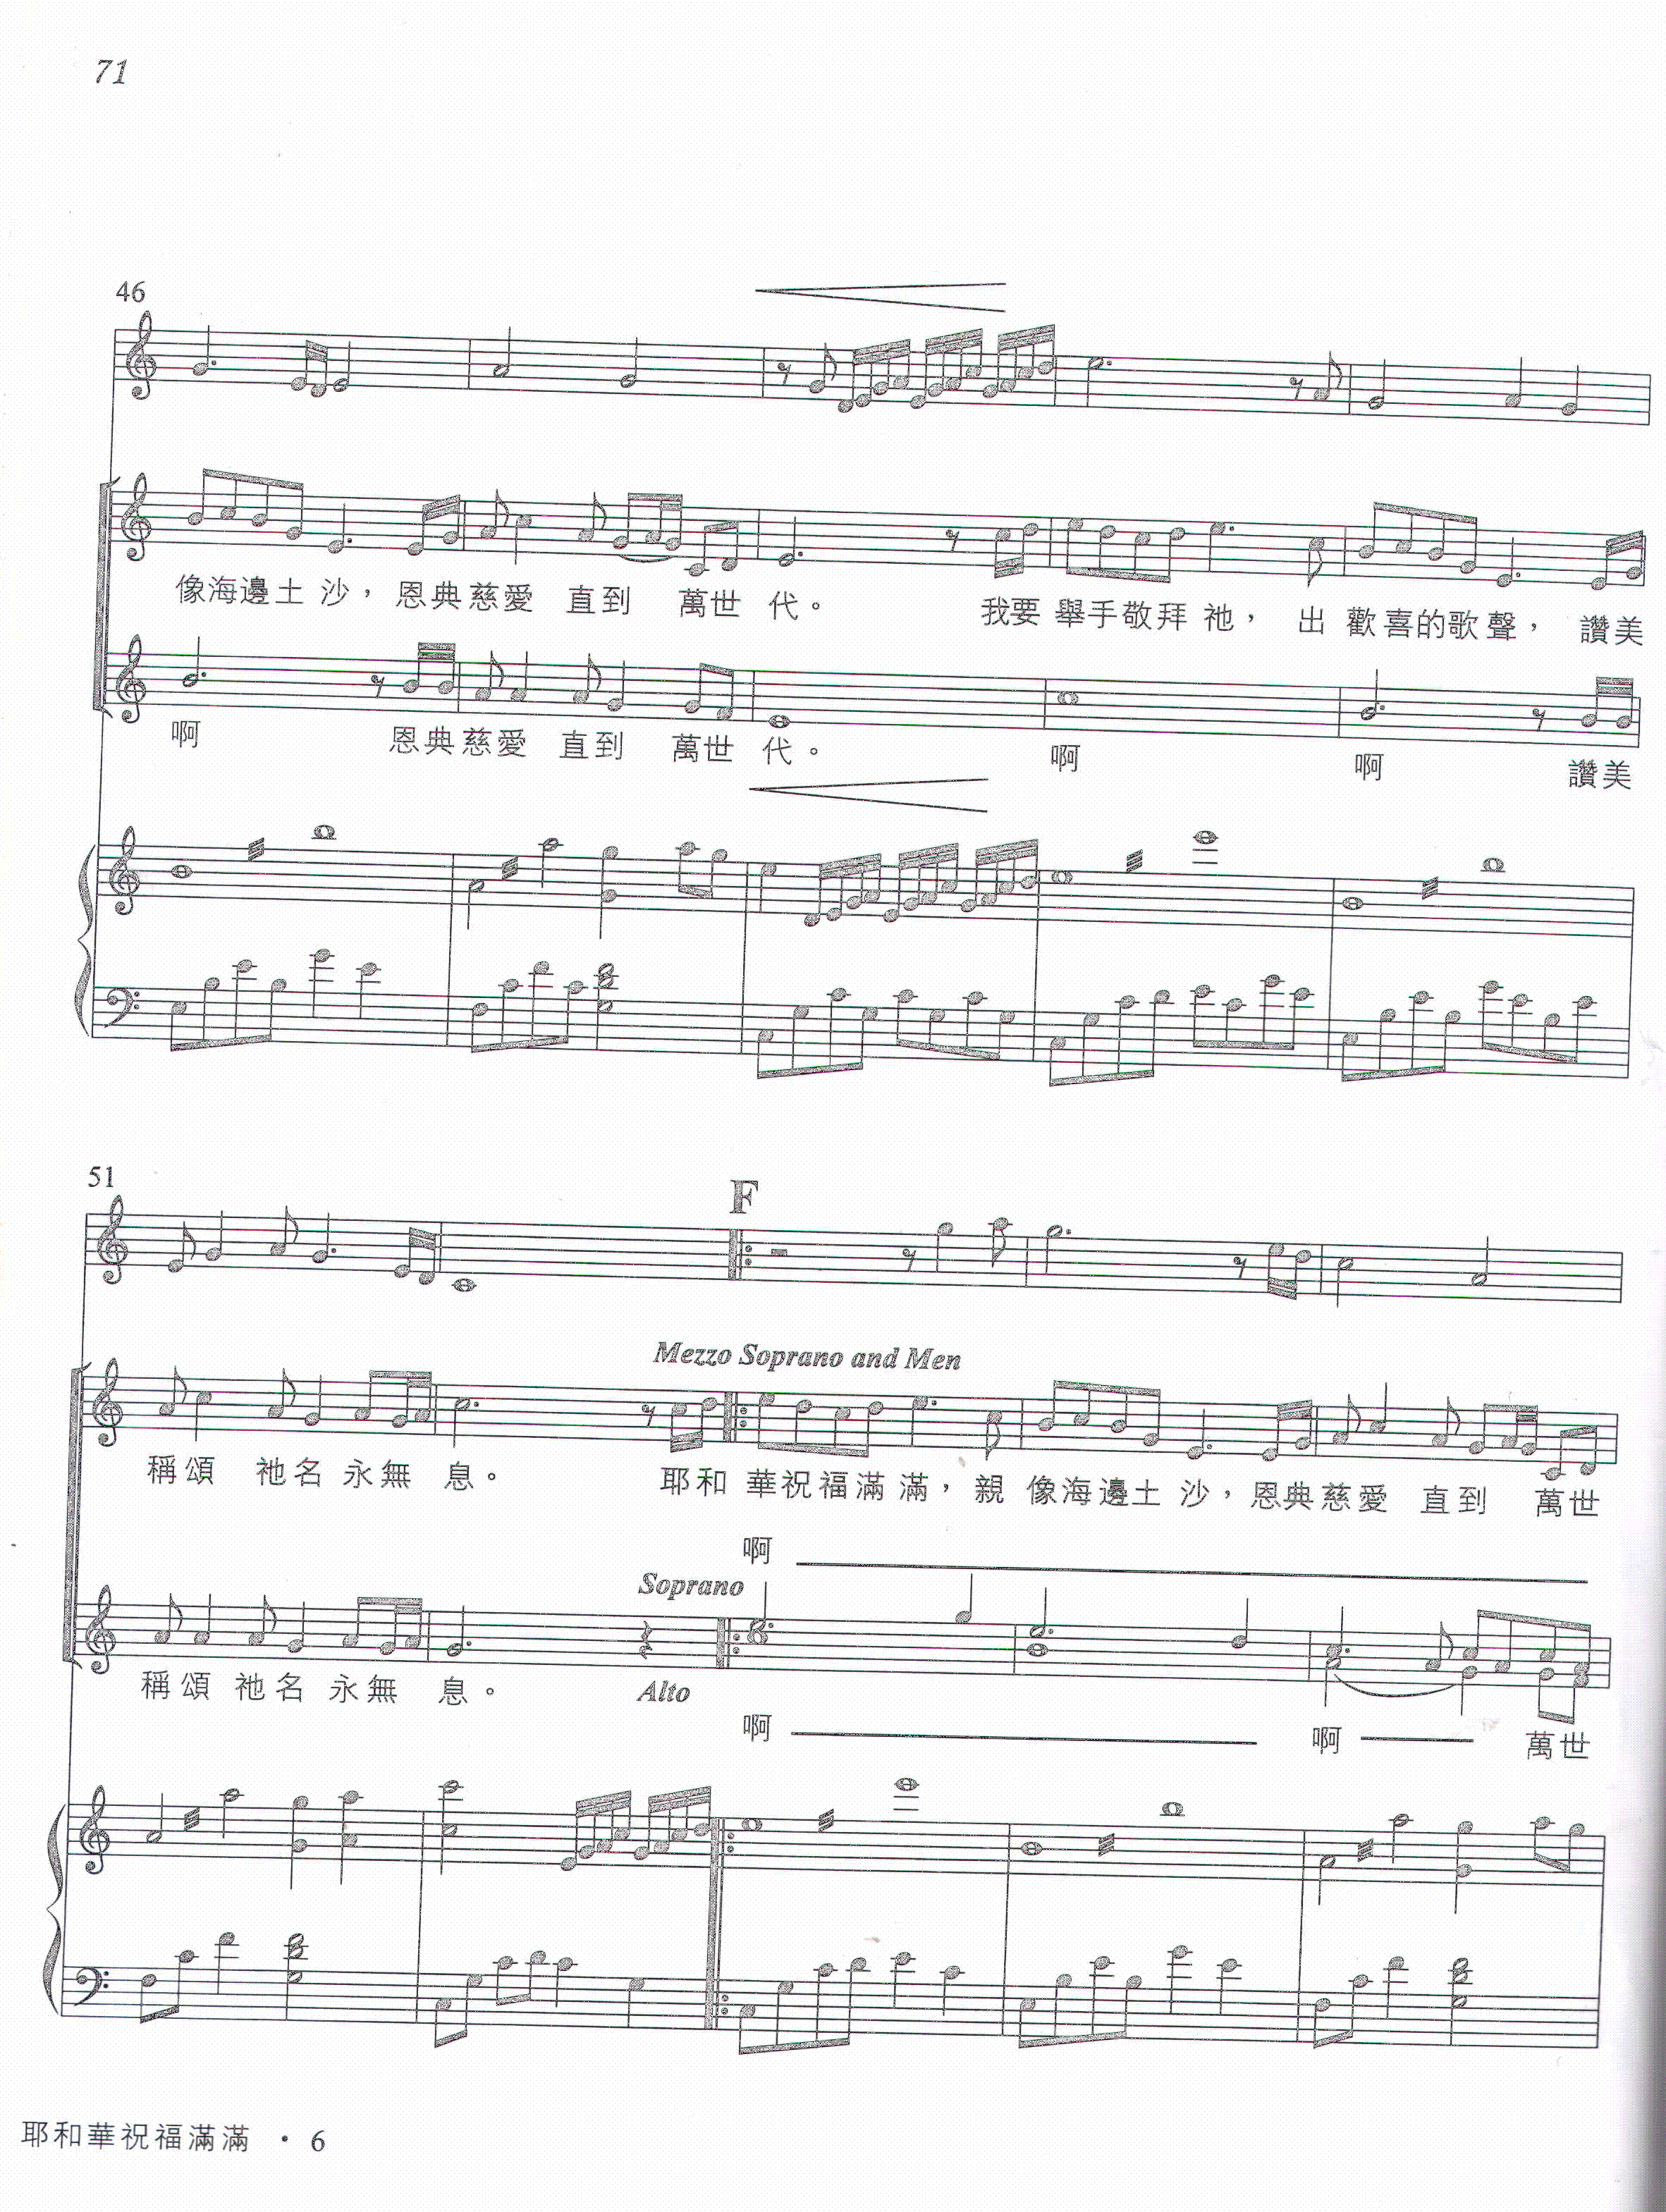 71
46
像海邊土沙，恩典慈愛 直到 萬世 代。 我要 舉手敬拜 祂， 出 歡喜的歌聲， 讚美
啊 恩典慈愛 直到 萬世 代。 啊 啊 讚美
51
F
Mezzo Soprano and Men
稱頌 祂名 永無 息。 耶和 華祝福滿 滿，親 像海邊土 沙，恩典慈愛 直到 萬世
啊
Soprano
稱頌 祂名 永無 息。
Alto
啊 啊 萬世
耶和華祝福滿滿 • 6